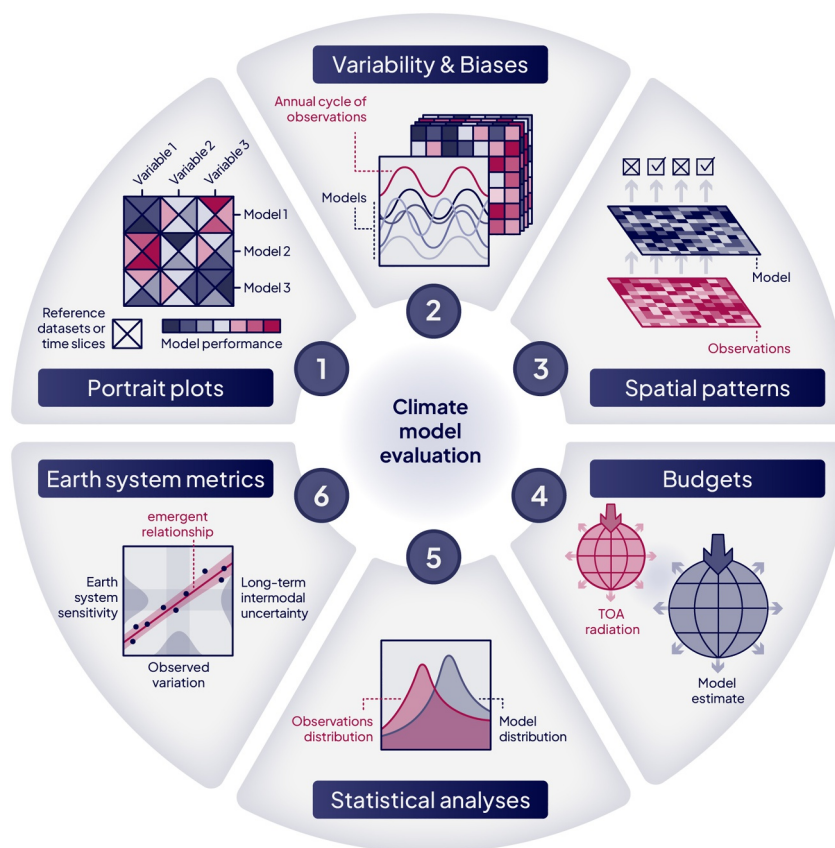 Variability & Biases
Annual cycle of
observations
Models
2
Variable 1
Variable 2
Variable 3
Model 1
Model 2
Model 3
Reference
datasets or
time slices
Model performance
Portrait plots
1
Model
Observations
Spatial patterns
3
Climate
model
evaluation
Earth system metrics
6
emergent
relationship
Earth
system
sensitivity
Long-term
intermodal
uncertainty
Observed
variation
Budgets
4
TOA
radiation
Model
estimate
5
Observations
distribution
Model
distribution
Statistical analyses